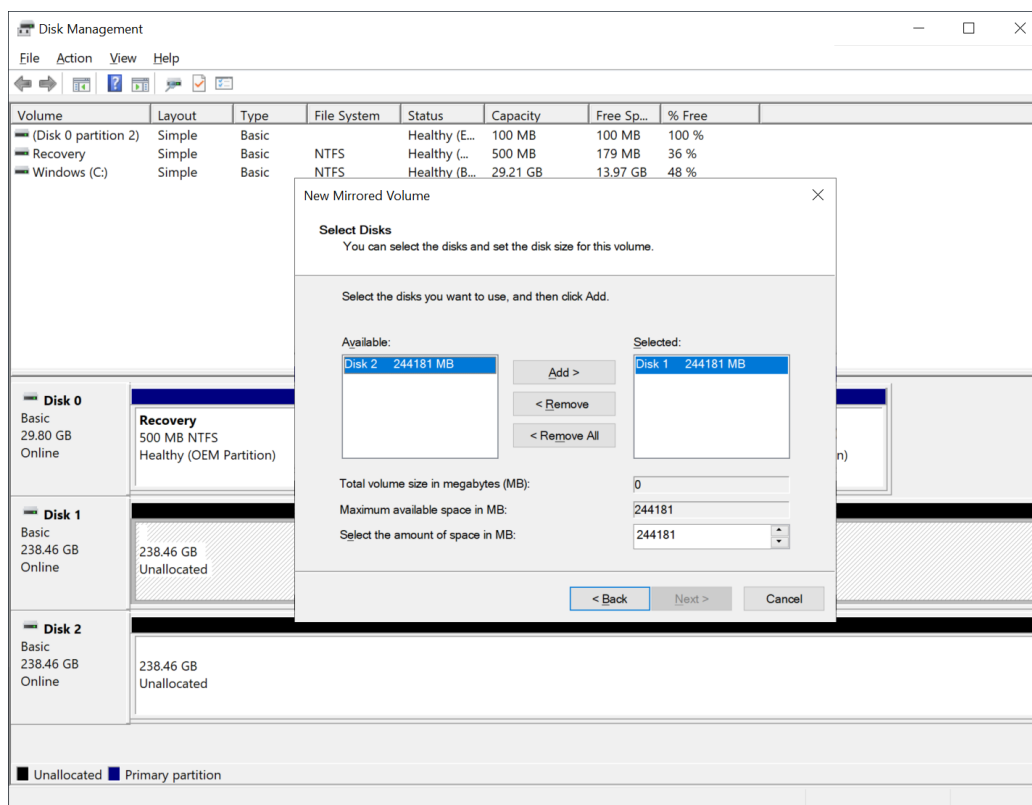 Disk Management
File Action View Help
Volume Layout Type File System Status Capacity Free Sp... % Free
(Disk 0 partition 2) Simple Basic Healthy (E... 100 MB 100 MB 100 %
Recovery Simple Basic NTFS Healthy (... 500 MB 179 MB 36 %
Windows (C:) Simple Basic NTFS Healthy (B... 29.21 GB 13.97 GB 48 %
New Mirrored Volume
Select Disks
You can select the disks and set the disk size for this volume.
Select the disks you want to use, and then click Add.
Available: Selected:
Disk 2 244181 MB Disk 1 244181 MB
Add >
< Remove
< Remove All
Total volume size in megabytes (MB): 0
Maximum available space in MB: 244181
Select the amount of space in MB: 244181
< Back Next > Cancel
Disk 0
Basic
29.80 GB
Online
Recovery
500 MB NTFS
Healthy (OEM Partition)
n)
Disk 1
Basic
238.46 GB
Online
238.46 GB
Unallocated
Disk 2
Basic
238.46 GB
Online
238.46 GB
Unallocated
Unallocated Primary partition